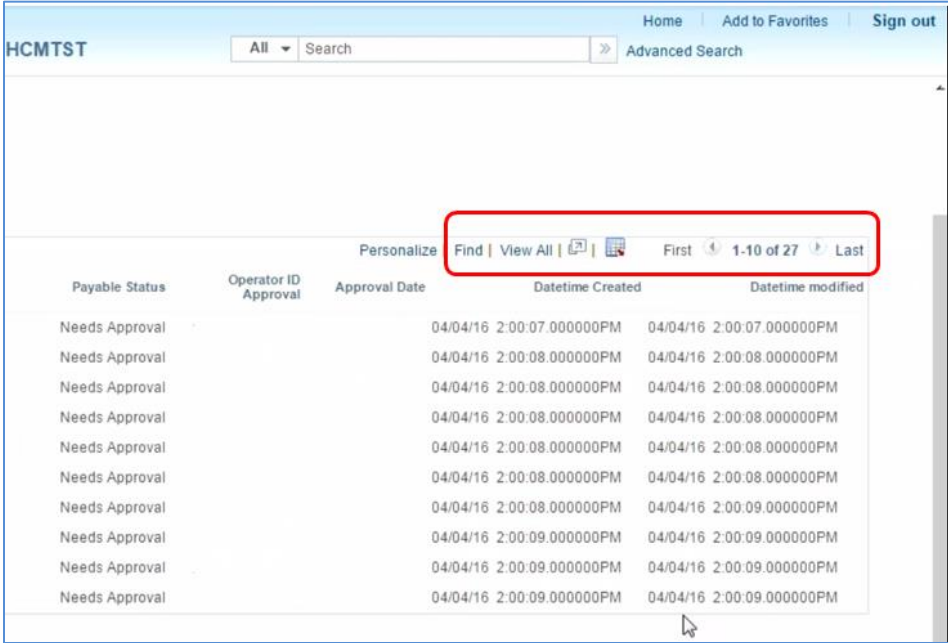 Home | Add to Favorites | Sign out
HCMTST All Search Advanced Search
Personalize | Find | View All | | First 1-10 of 27 Last
Payable Status Operator ID Approval Approval Date Datetime Created Datetime modified
Needs Approval 04/04/16 2:00:07.000000PM 04/04/16 2:00:07.000000PM
Needs Approval 04/04/16 2:00:08.000000PM 04/04/16 2:00:08.000000PM
Needs Approval 04/04/16 2:00:08.000000PM 04/04/16 2:00:08.000000PM
Needs Approval 04/04/16 2:00:08.000000PM 04/04/16 2:00:08.000000PM
Needs Approval 04/04/16 2:00:08.000000PM 04/04/16 2:00:08.000000PM
Needs Approval 04/04/16 2:00:08.000000PM 04/04/16 2:00:08.000000PM
Needs Approval 04/04/16 2:00:09.000000PM 04/04/16 2:00:09.000000PM
Needs Approval 04/04/16 2:00:09.000000PM 04/04/16 2:00:09.000000PM
Needs Approval 04/04/16 2:00:09.000000PM 04/04/16 2:00:09.000000PM
Needs Approval 04/04/16 2:00:09.000000PM 04/04/16 2:00:09.000000PM